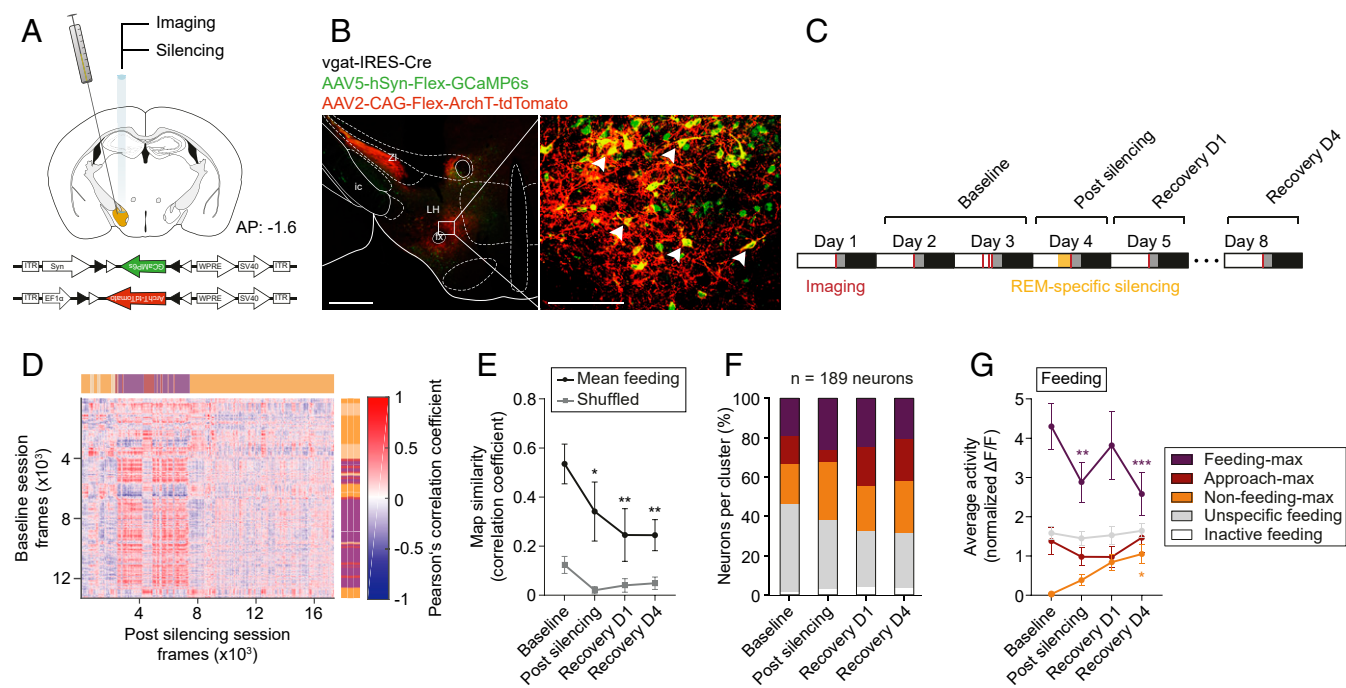 A
Imaging
Silencing
AP: -1.6
ITR Syn GCaMP6s WPRE SV40 ITR
ITR EF1α ArchT-tdTomato WPRE SV40 ITR
B
vgat-IRES-Cre
AAV5-hSyn-Flex-GCaMP6s
AAV2-CAG-Flex-ArchT-tdTomato
ZI
ic
LH
fx
C
Baseline
Post silencing
Recovery D1
Recovery D4
Day 1 Day 2 Day 3 Day 4 Day 5 Day 8
Imaging
REM-specific silencing
D
Baseline session
frames (x10³)
4
8
12
4 8 12 16
Post silencing session
frames (x10³)
1
0.5
0
-0.5
-1
Pearson's correlation coefficient
E
Mean feeding
Shuffled
Map similarity
(correlation coefficient)
0.8
0.6
0.4
0.2
0
*
**
**
Baseline
Post silencing
Recovery D1
Recovery D4
F
n = 189 neurons
Neurons per cluster (%)
100
80
60
40
20
0
Baseline
Post silencing
Recovery D1
Recovery D4
G
Feeding
Average activity
(normalized ΔF/F)
5
4
3
2
1
0
**
***
*
Baseline
Post silencing
Recovery D1
Recovery D4
Feeding-max
Approach-max
Non-feeding-max
Unspecific feeding
Inactive feeding